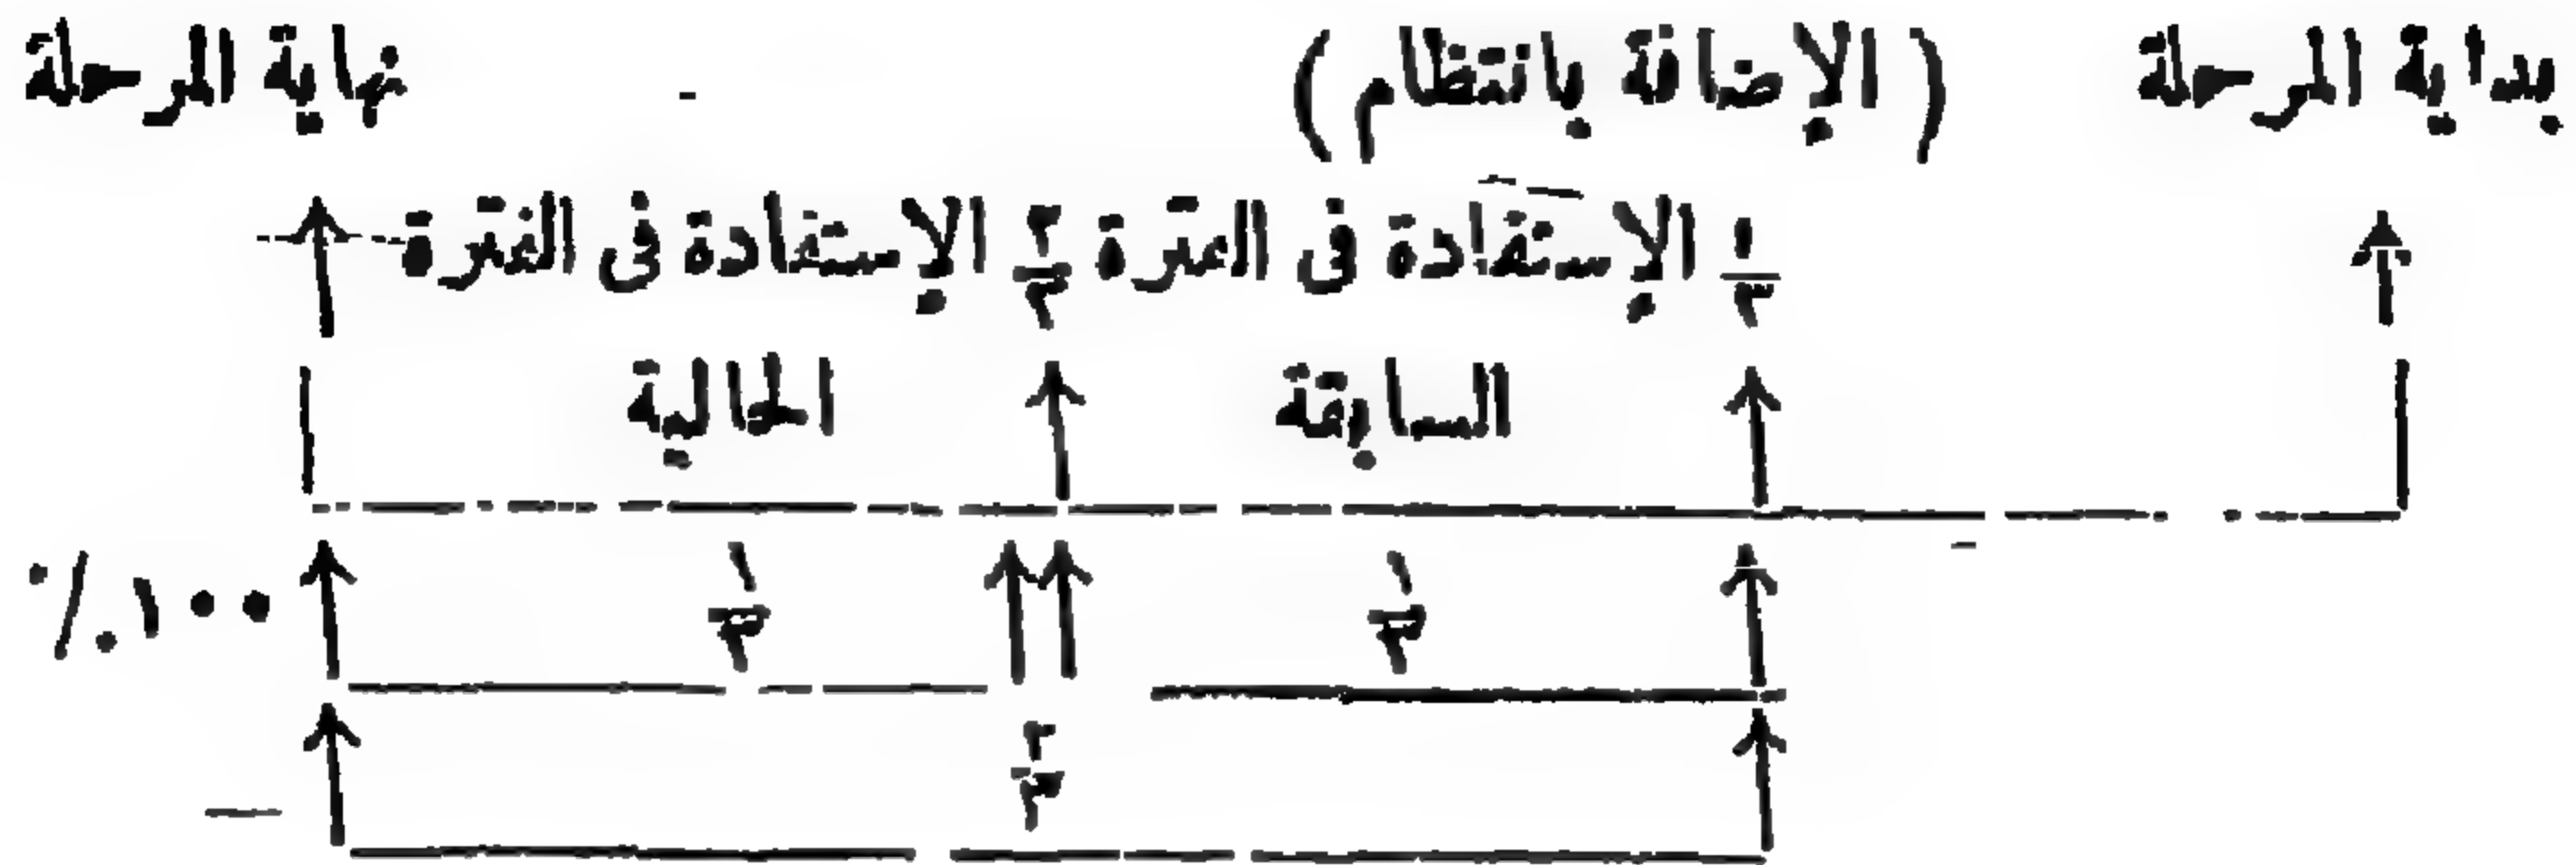 بداية المرحلة ( الإضافة بانتظام ) نهاية المرحلة
١/٣ الإستفادة فى الفترة ٢/٣ الإستفادة فى الفترة
السابقة الحالية
١/٣ ١/٣ ١٠٠٪
٢/٣